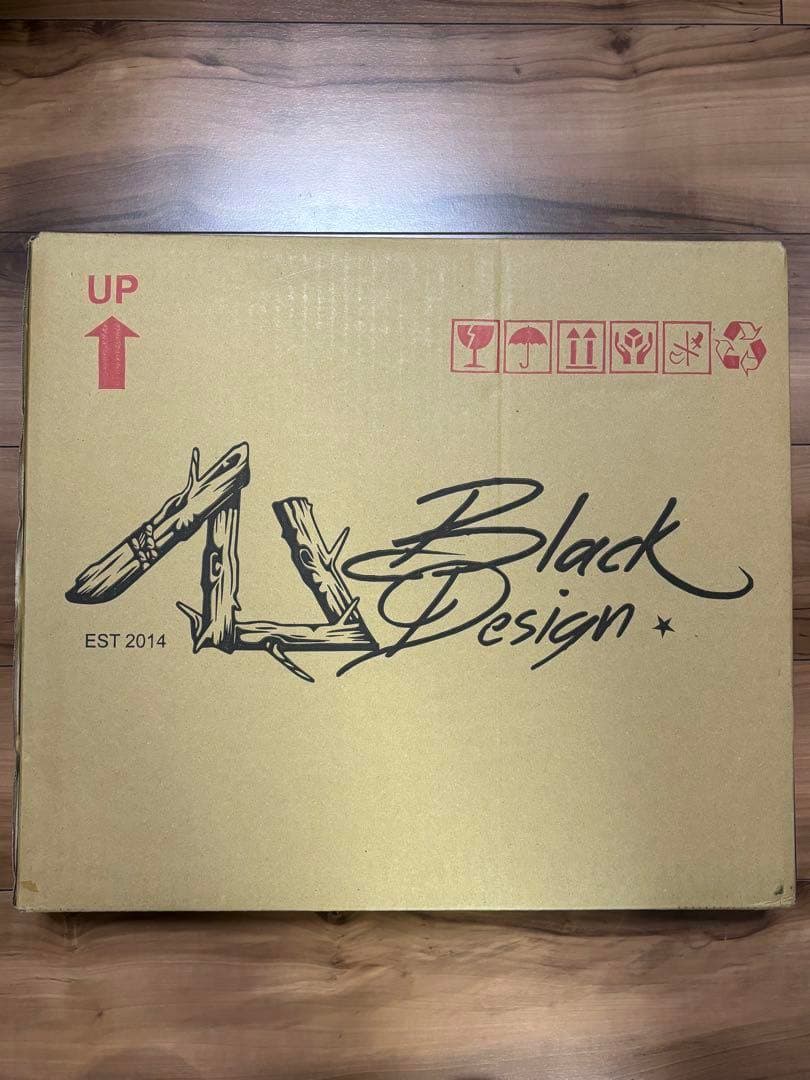 UP
Black
Design
EST 2014